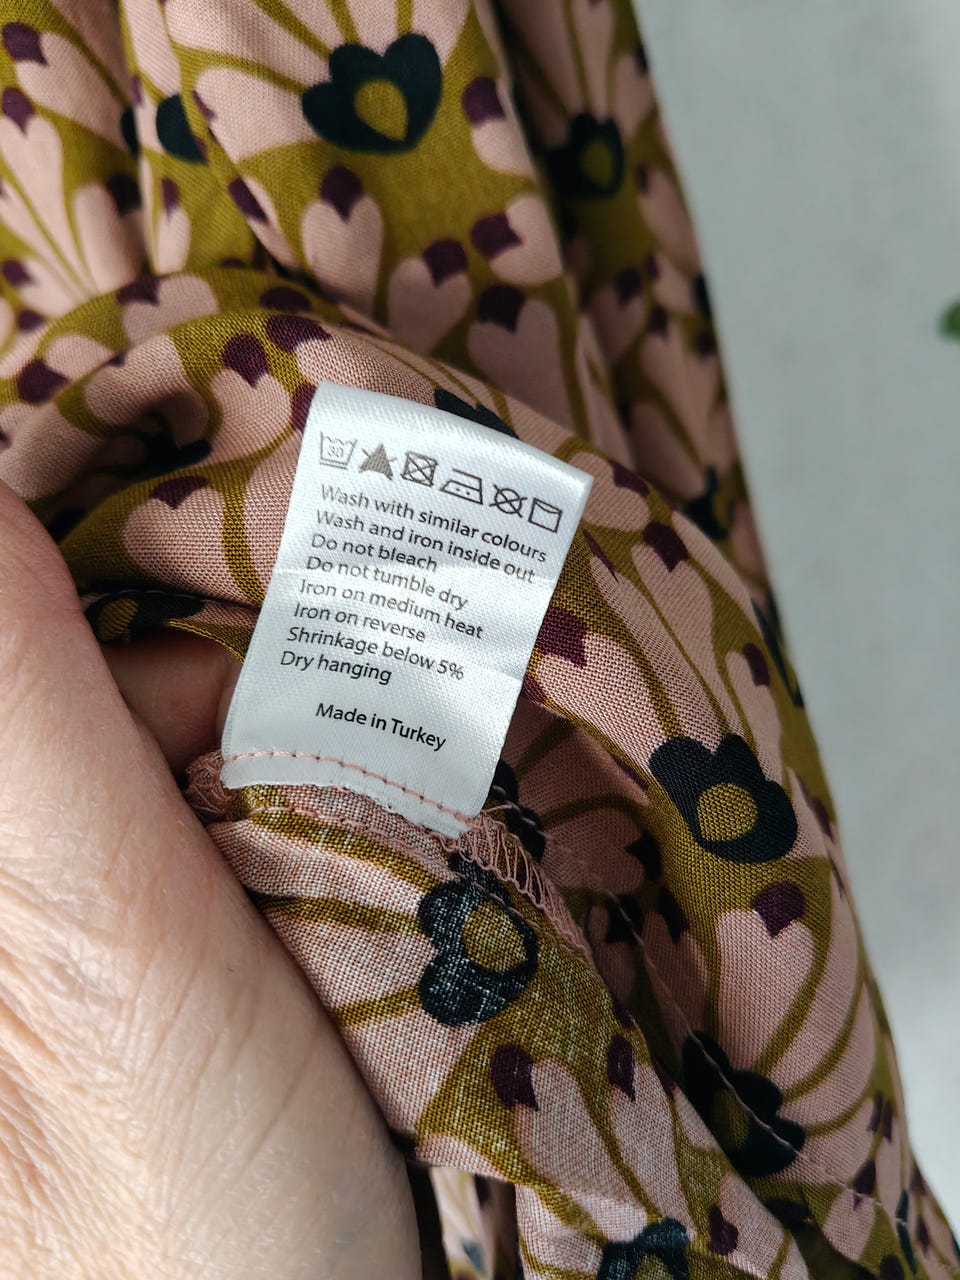 30
Wash with similar colours
Wash and iron inside out
Do not bleach
Do not tumble dry
Iron on medium heat
Iron on reverse
Shrinkage below 5%
Dry hanging
Made in Turkey